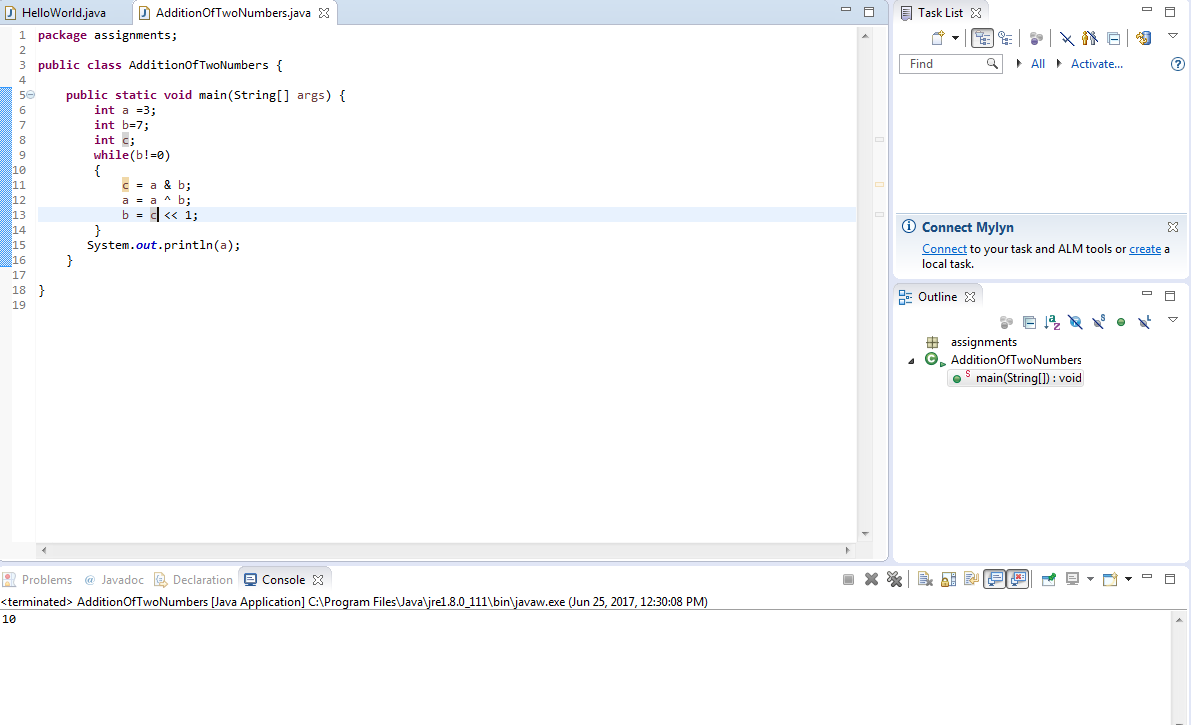 HelloWorld.java AdditionOfTwoNumbers.java
1 package assignments;
2
3 public class AdditionOfTwoNumbers {
4
5 public static void main(String[] args) {
6 int a =3;
7 int b=7;
8 int c;
9 while(b!=0)
10 {
11 c = a & b;
12 a = a ^ b;
13 b = c << 1;
14 }
15 System.out.println(a);
16 }
17
18 }
19
Task List
Find All Activate...
Connect Mylyn
Connect to your task and ALM tools or create a
local task.
Outline
assignments
AdditionOfTwoNumbers
main(String[]) : void
Problems @ Javadoc Declaration Console
<terminated> AdditionOfTwoNumbers [Java Application] C:\Program Files\Java\jre1.8.0_111\bin\javaw.exe (Jun 25, 2017, 12:30:08 PM)
10